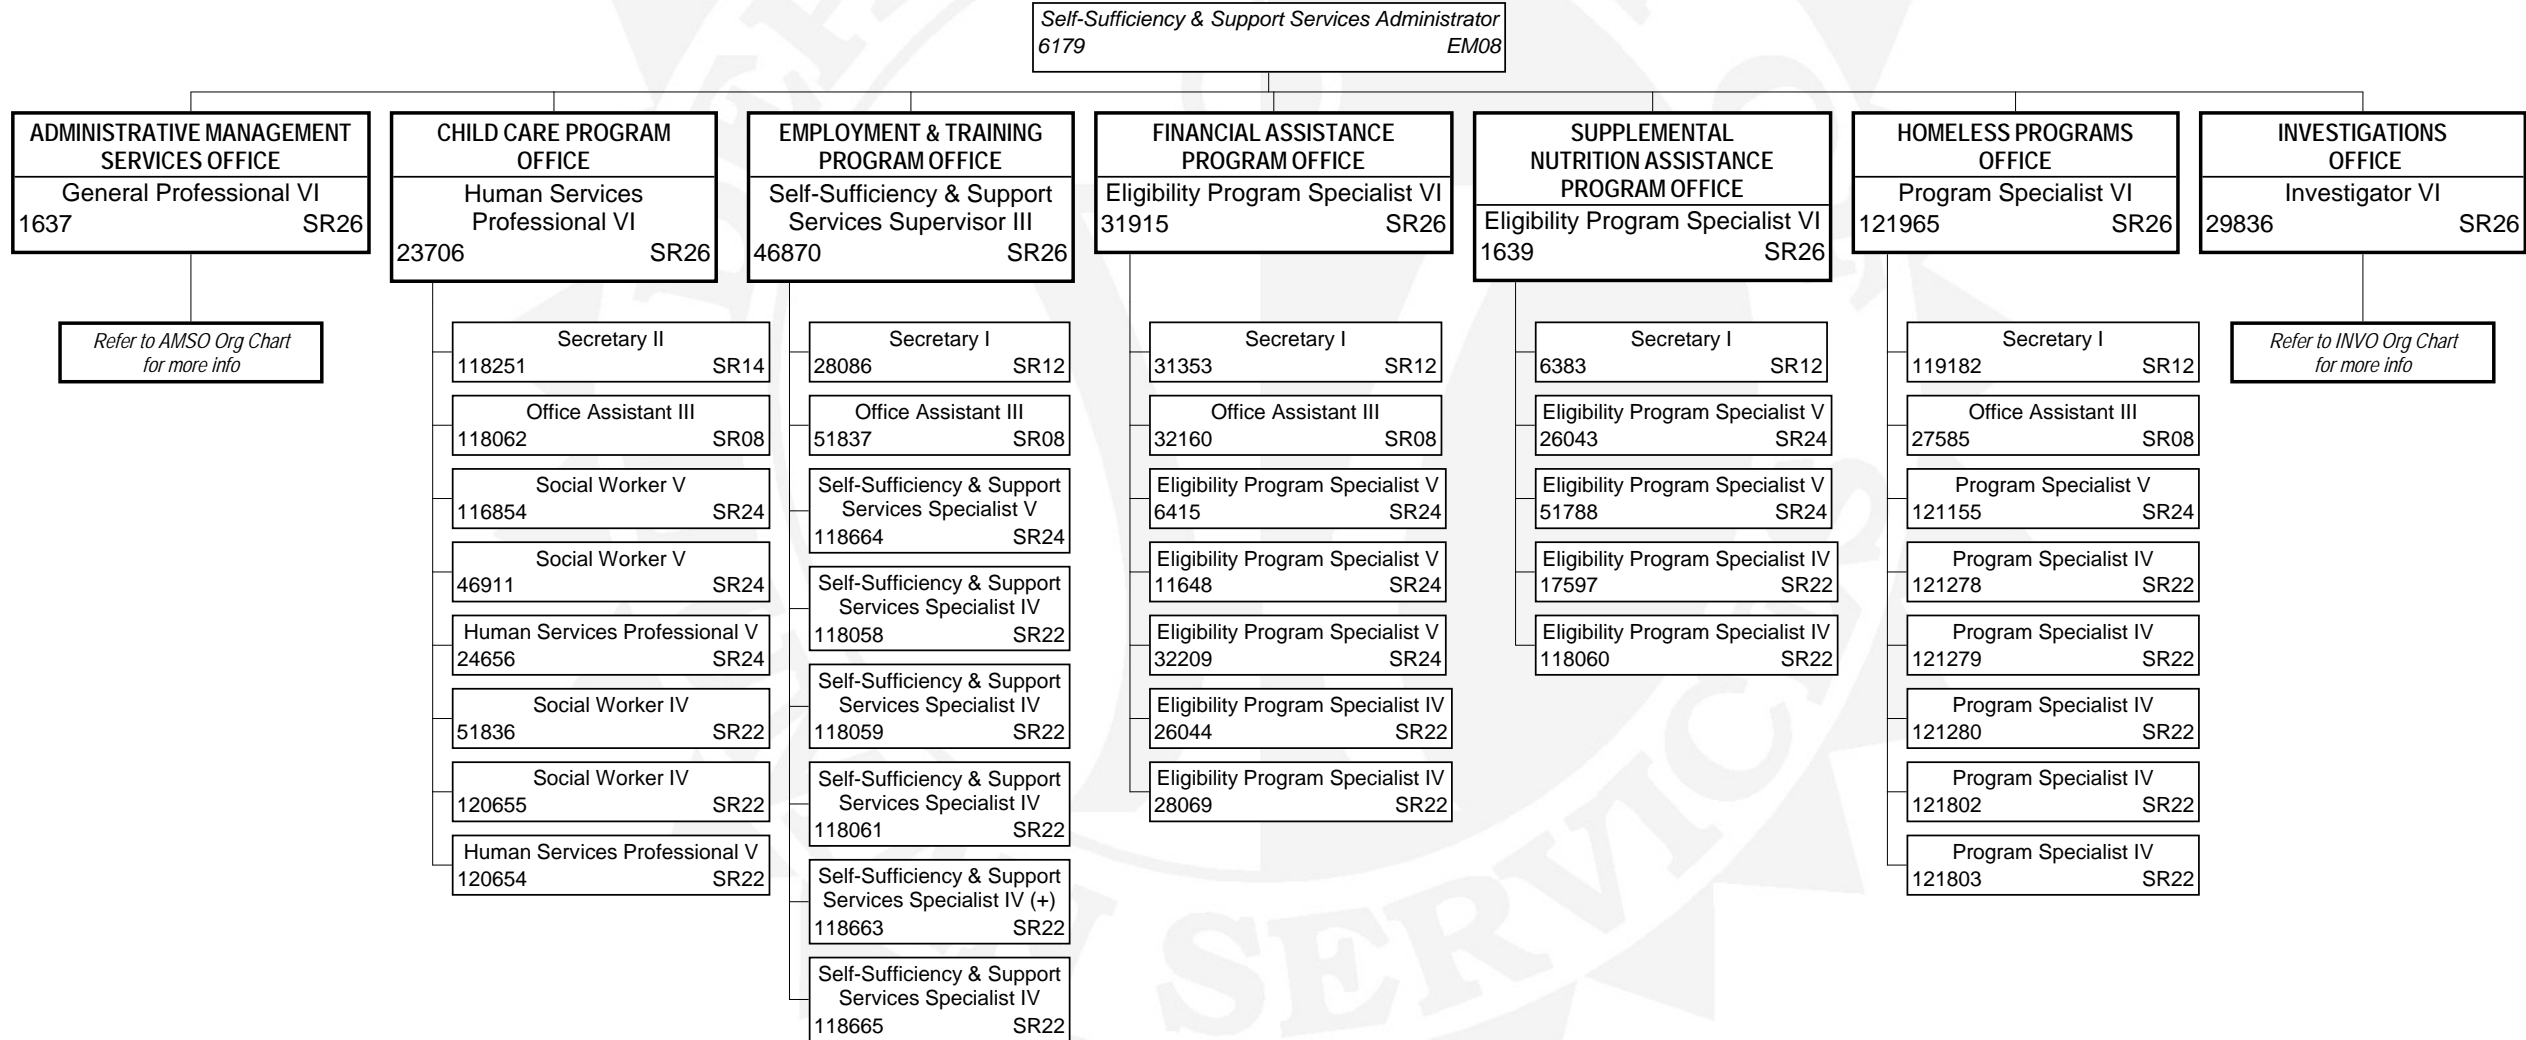 Self-Sufficiency & Support Services Administrator
6179 EM08
ADMINISTRATIVE MANAGEMENT
SERVICES OFFICE
General Professional VI
1637 SR26
Refer to AMSO Org Chart
for more info
CHILD CARE PROGRAM
OFFICE
Human Services
Professional VI
23706 SR26
Secretary II
118251 SR14
Office Assistant III
118062 SR08
Social Worker V
116854 SR24
Social Worker V
46911 SR24
Human Services Professional V
24656 SR24
Social Worker IV
51836 SR22
Social Worker IV
120655 SR22
Human Services Professional V
120654 SR22
EMPLOYMENT & TRAINING
PROGRAM OFFICE
Self-Sufficiency & Support
Services Supervisor III
46870 SR26
Secretary I
28086 SR12
Office Assistant III
51837 SR08
Self-Sufficiency & Support
Services Specialist V
118664 SR24
Self-Sufficiency & Support
Services Specialist IV
118058 SR22
Self-Sufficiency & Support
Services Specialist IV
118059 SR22
Self-Sufficiency & Support
Services Specialist IV
118061 SR22
Self-Sufficiency & Support
Services Specialist IV (+)
118663 SR22
Self-Sufficiency & Support
Services Specialist IV
118665 SR22
FINANCIAL ASSISTANCE
PROGRAM OFFICE
Eligibility Program Specialist VI
31915 SR26
Secretary I
31353 SR12
Office Assistant III
32160 SR08
Eligibility Program Specialist V
6415 SR24
Eligibility Program Specialist V
11648 SR24
Eligibility Program Specialist V
32209 SR24
Eligibility Program Specialist IV
26044 SR22
Eligibility Program Specialist IV
28069 SR22
SUPPLEMENTAL
NUTRITION ASSISTANCE
PROGRAM OFFICE
Eligibility Program Specialist VI
1639 SR26
Secretary I
6383 SR12
Eligibility Program Specialist V
26043 SR24
Eligibility Program Specialist V
51788 SR24
Eligibility Program Specialist IV
17597 SR22
Eligibility Program Specialist IV
118060 SR22
HOMELESS PROGRAMS
OFFICE
Program Specialist VI
121965 SR26
Secretary I
119182 SR12
Office Assistant III
27585 SR08
Program Specialist V
121155 SR24
Program Specialist IV
121278 SR22
Program Specialist IV
121279 SR22
Program Specialist IV
121280 SR22
Program Specialist IV
121802 SR22
Program Specialist IV
121803 SR22
INVESTIGATIONS
OFFICE
Investigator VI
29836 SR26
Refer to INVO Org Chart
for more info
SERVICES